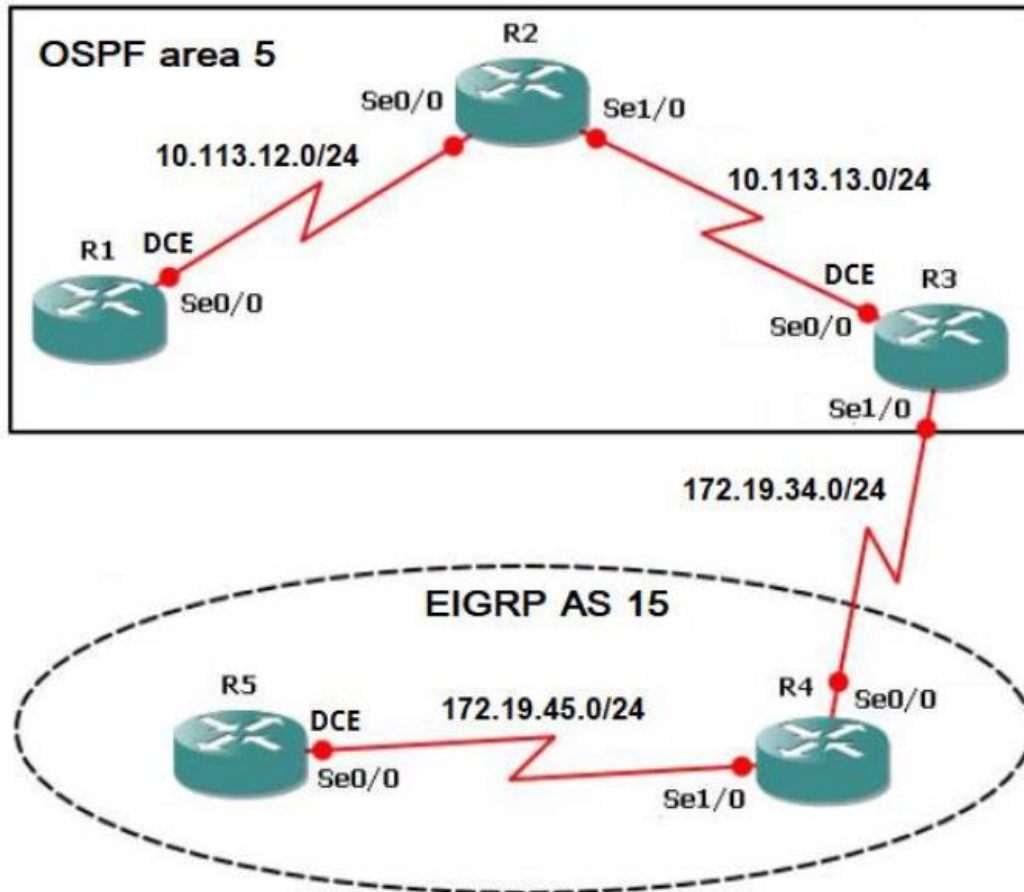 OSPF area 5
R2
Se0/0
Se1/0
10.113.12.0/24
10.113.13.0/24
R1
DCE
Se0/0
DCE
R3
Se0/0
Se1/0
172.19.34.0/24
EIGRP AS 15
R5
DCE
172.19.45.0/24
R4
Se0/0
Se0/0
Se1/0